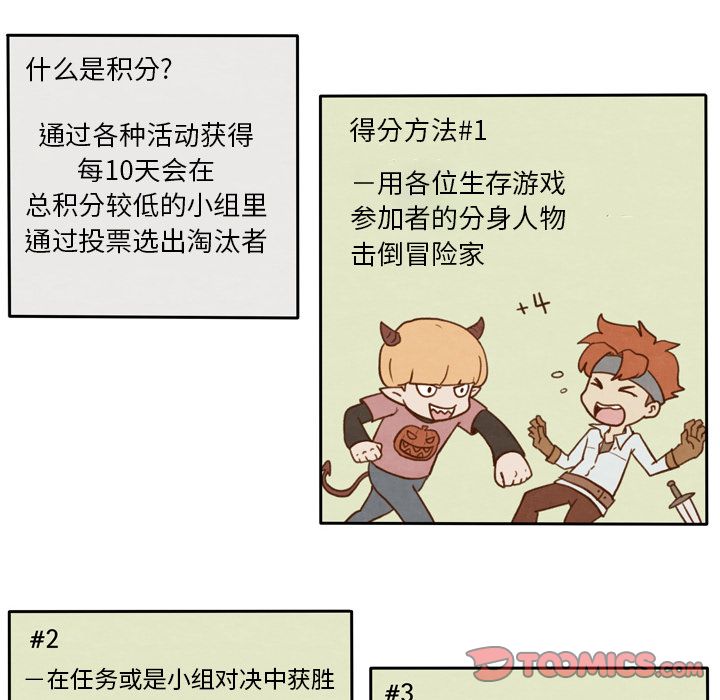 什么是积分?
通过各种活动获得
每10天会在
总积分较低的小组里
通过投票选出淘汰者
得分方法#1
－用各位生存游戏
参加者的分身人物
击倒冒险家
+4
#2
－在任务或是小组对决中获胜
#3
TOOMICS.com